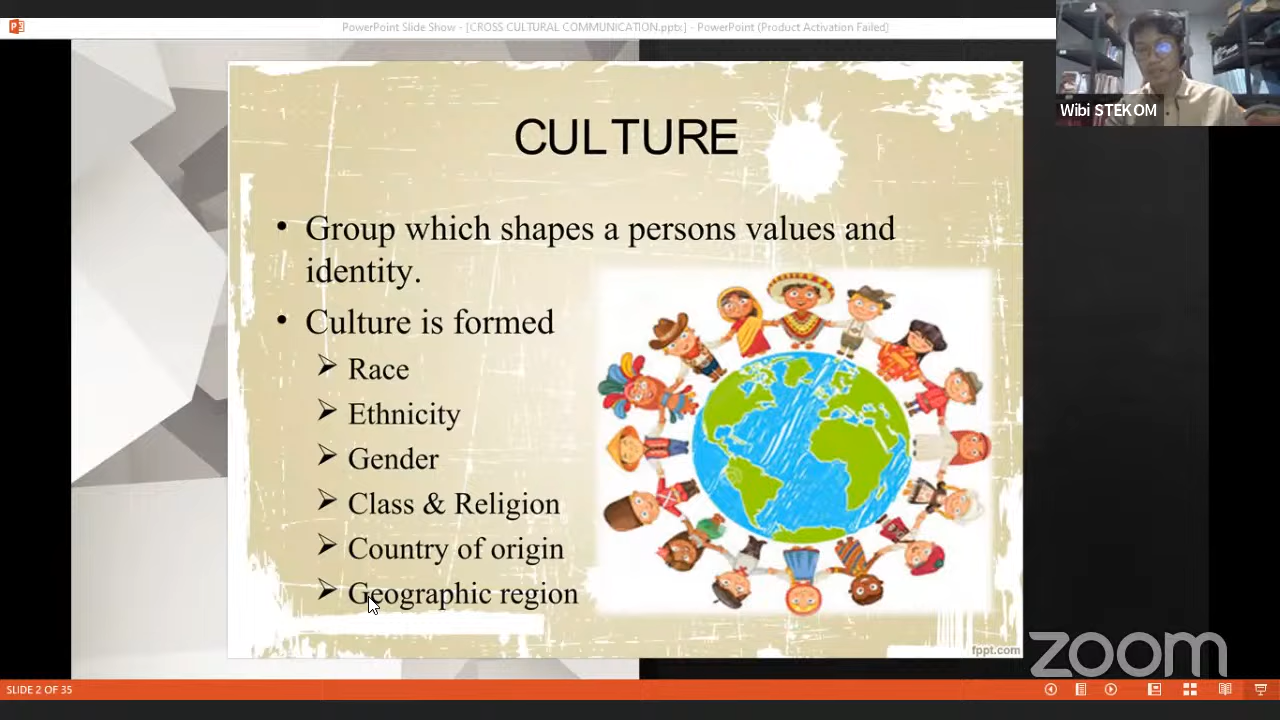 PowerPoint Slide Show - [CROSS CULTURAL COMMUNICATION.pptx] - PowerPoint (Product Activation Failed)
Wibi STEKOM
CULTURE
• Group which shapes a persons values and
identity.
• Culture is formed
➢ Race
➢ Ethnicity
➢ Gender
➢ Class & Religion
➢ Country of origin
➢ Geographic region
fppt.com
zoom
SLIDE 2 OF 35